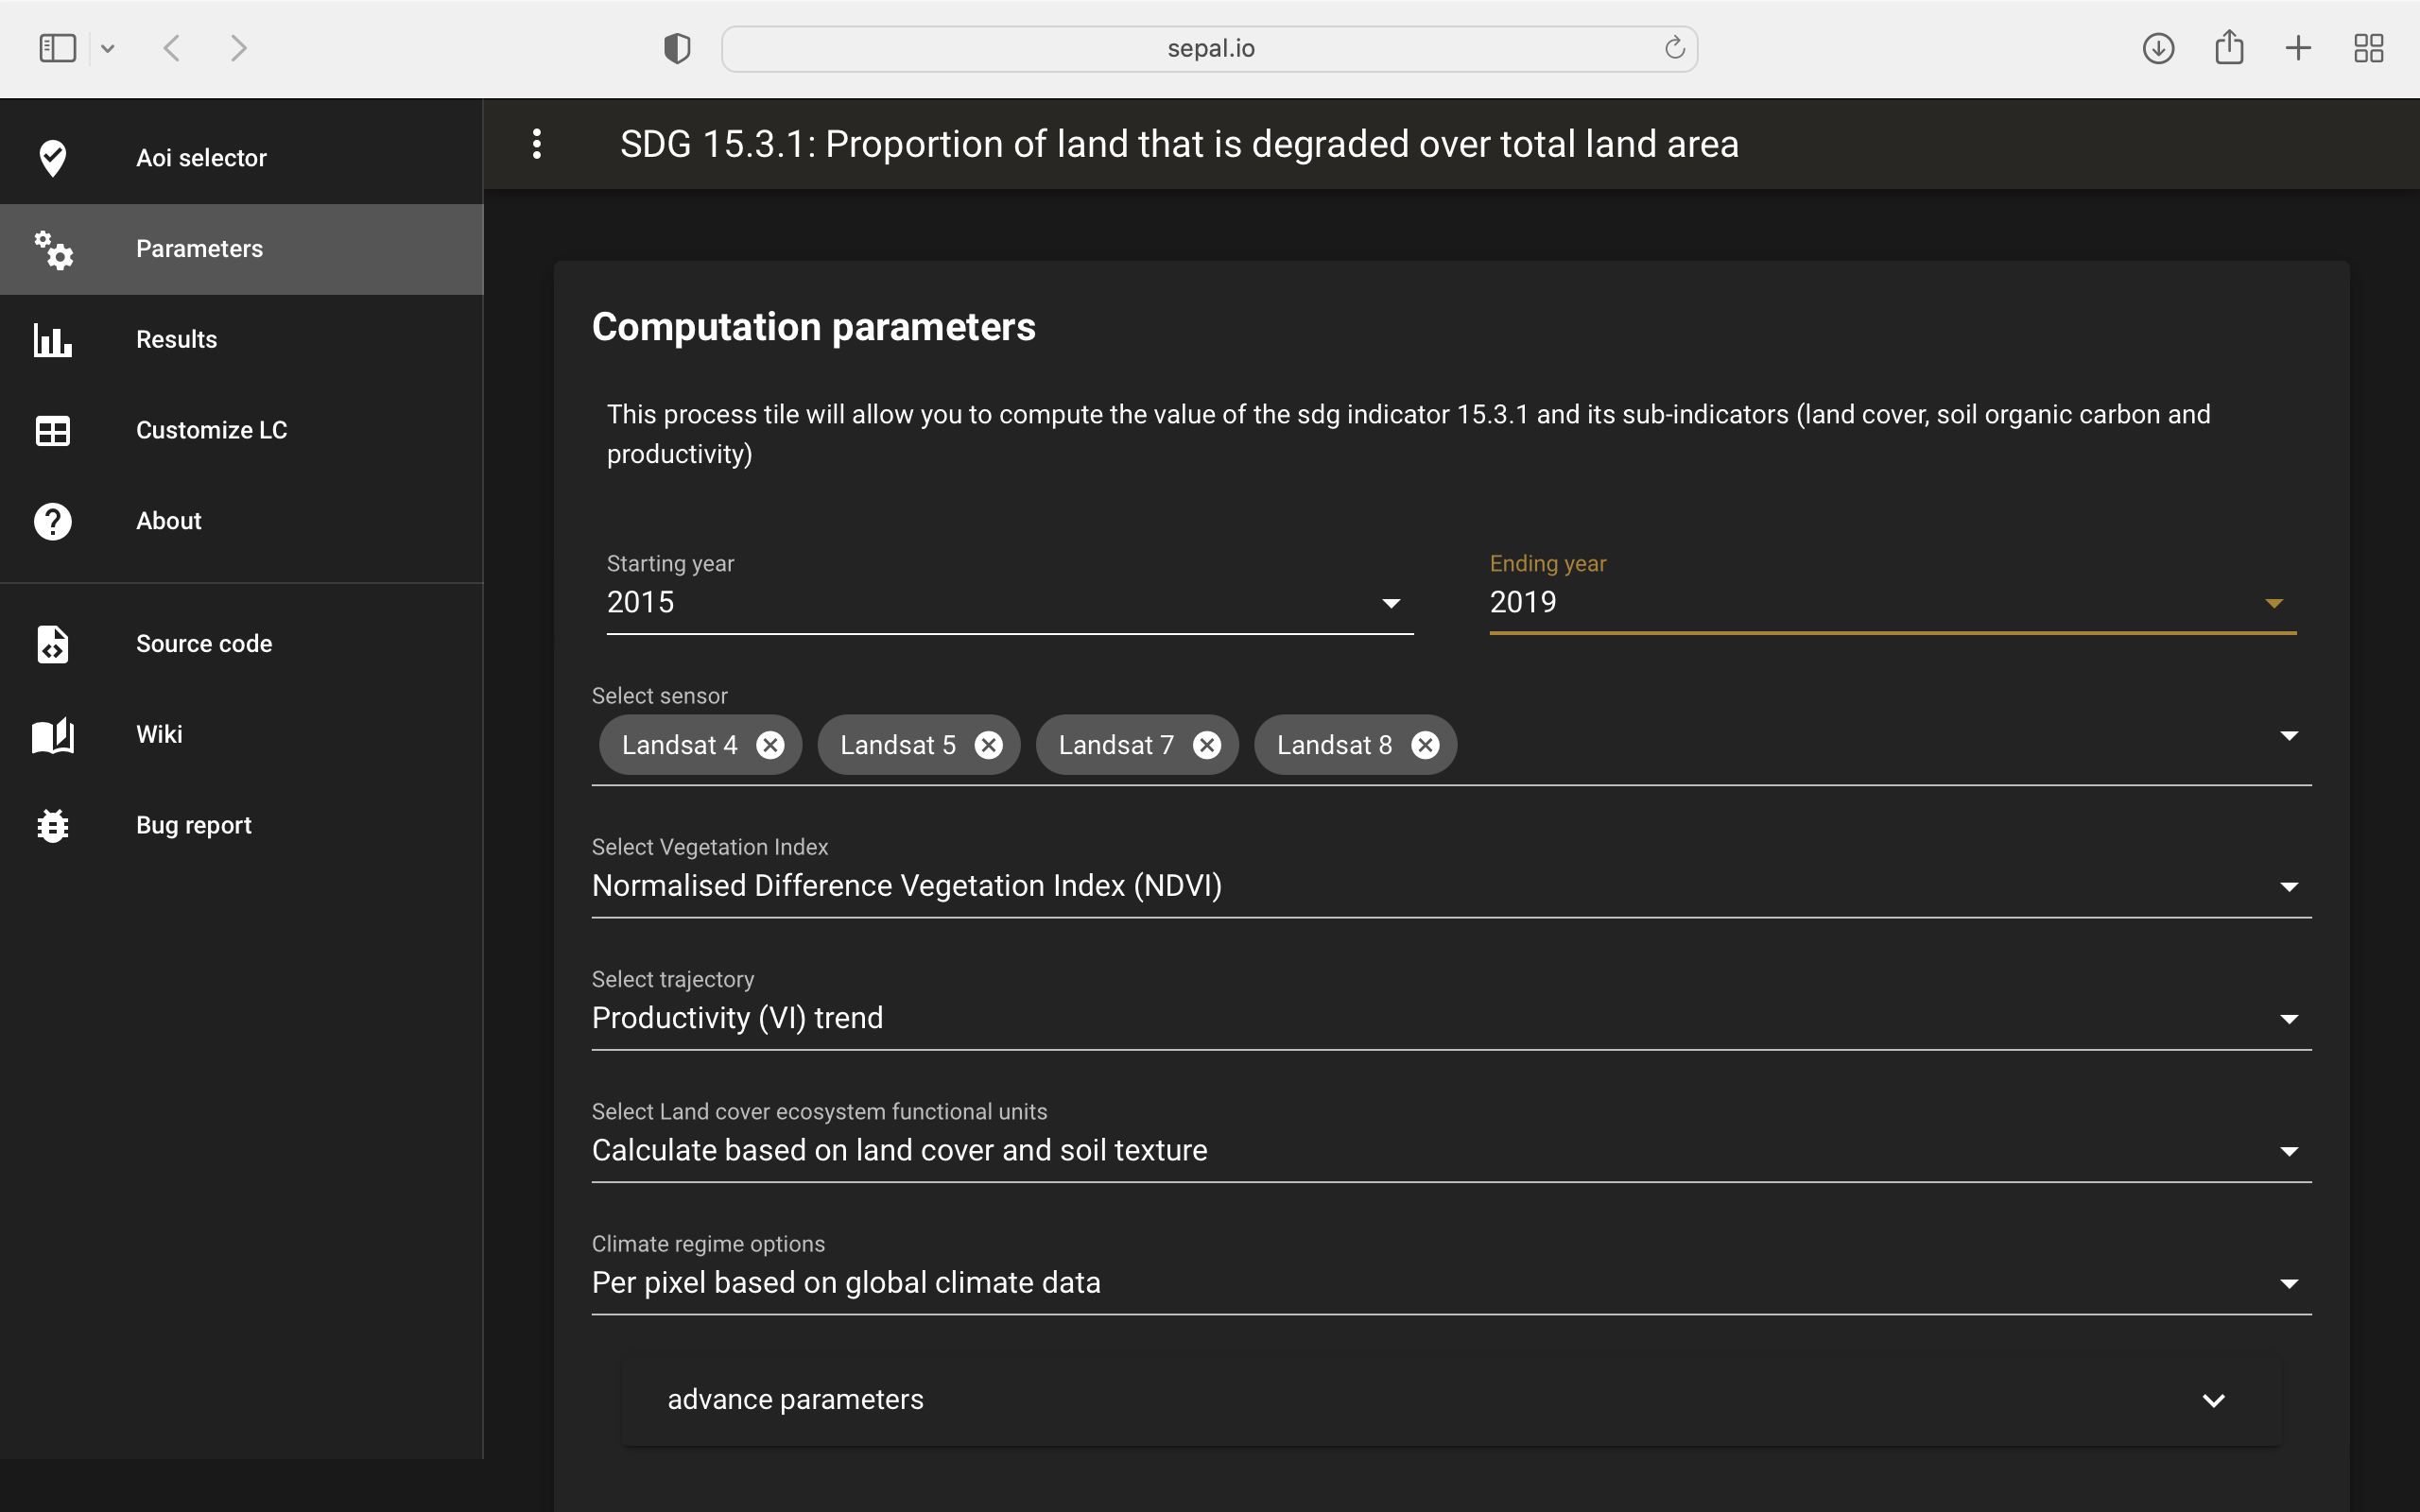 sepal.io
Aoi selector
Parameters
Results
Customize LC
About
Source code
Wiki
Bug report
SDG 15.3.1: Proportion of land that is degraded over total land area
Computation parameters
This process tile will allow you to compute the value of the sdg indicator 15.3.1 and its sub-indicators (land cover, soil organic carbon and
productivity)
Starting year
2015
Ending year
2019
Select sensor
Landsat 4 Landsat 5 Landsat 7 Landsat 8
Select Vegetation Index
Normalised Difference Vegetation Index (NDVI)
Select trajectory
Productivity (VI) trend
Select Land cover ecosystem functional units
Calculate based on land cover and soil texture
Climate regime options
Per pixel based on global climate data
advance parameters